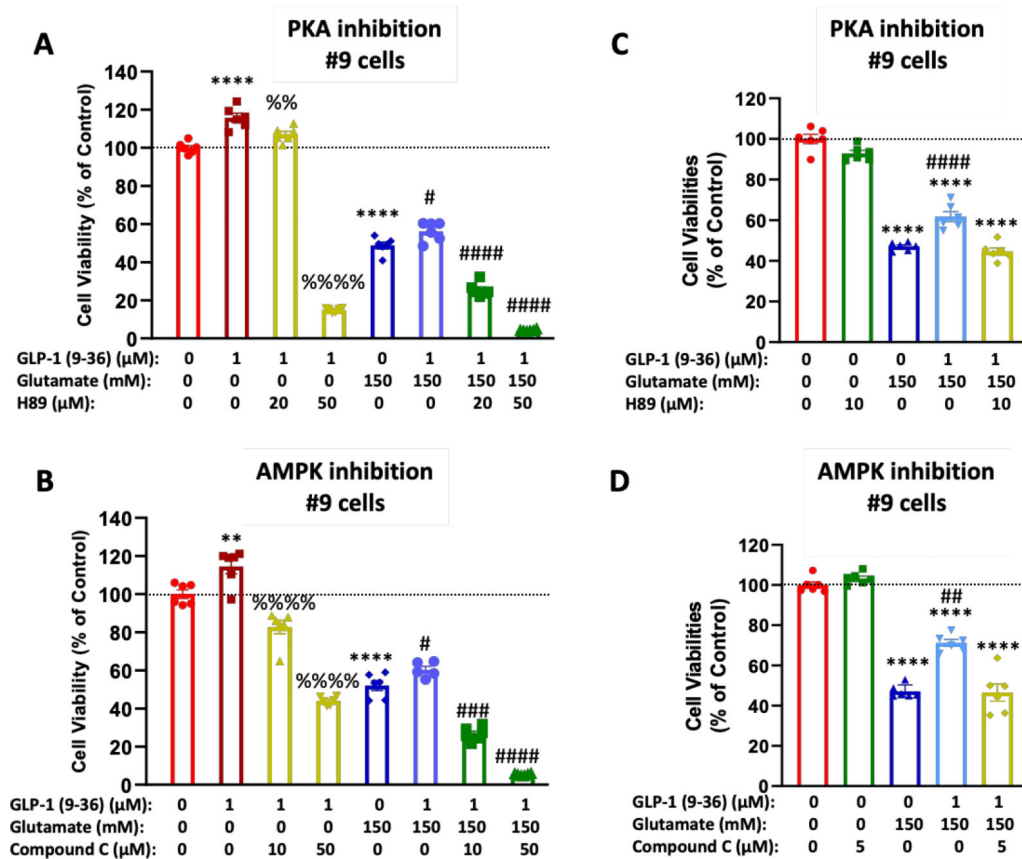 A
PKA inhibition
#9 cells
Cell Viability (% of Control)
140
120
100
80
60
40
20
0
****
%%
%%%%
****
#
####
####
GLP-1 (9-36) (µM): 0 1 1 1 0 1 1 1
Glutamate (mM): 0 0 0 0 150 150 150 150
H89 (µM): 0 0 20 50 0 0 20 50
C
PKA inhibition
#9 cells
Cell Viabilities
(% of Control)
120
100
80
60
40
20
0
****
####
****
****
GLP-1 (9-36) (µM): 0 0 0 1 1
Glutamate (mM): 0 0 150 150 150
H89 (µM): 0 10 0 0 10
B
AMPK inhibition
#9 cells
Cell Viability (% of Control)
140
120
100
80
60
40
20
0
**
%%%%
%%%%
****
#
###
####
GLP-1 (9-36) (µM): 0 1 1 1 0 1 1 1
Glutamate (mM): 0 0 0 0 150 150 150 150
Compound C (µM): 0 0 10 50 0 0 10 50
D
AMPK inhibition
#9 cells
Cell Viabilities
(% of Control)
120
100
80
60
40
20
0
****
##
****
****
GLP-1 (9-36) (µM): 0 0 0 1 1
Glutamate (mM): 0 0 150 150 150
Compound C (µM): 0 5 0 0 5